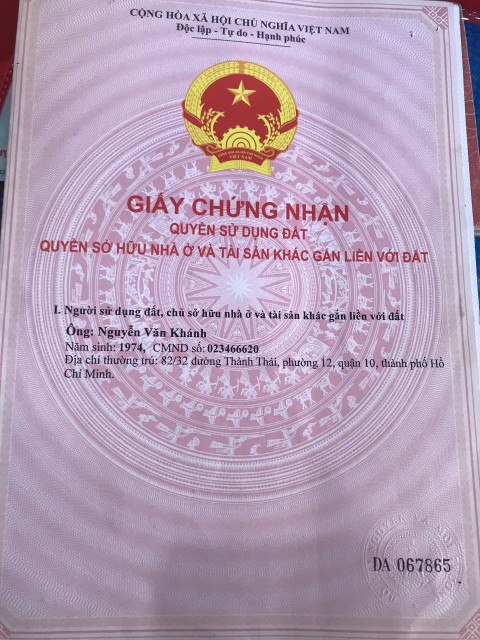 CỘNG HÒA XÃ HỘI CHỦ NGHĨA VIỆT NAM
Độc lập - Tự do - Hạnh phúc
VIỆT NAM
GIẤY CHỨNG NHẬN
QUYỀN SỬ DỤNG ĐẤT
QUYỀN SỞ HỮU NHÀ Ở VÀ TÀI SẢN KHÁC GẮN LIỀN VỚI ĐẤT
I. Người sử dụng đất, chủ sở hữu nhà ở và tài sản khác gắn liền với đất
Ông: Nguyễn Văn Khánh
Năm sinh: 1974, CMND số: 023466620
Địa chỉ thường trú: 82/32 đường Thành Thái, phường 12, quận 10, thành phố Hồ
Chí Minh.
DA 067865